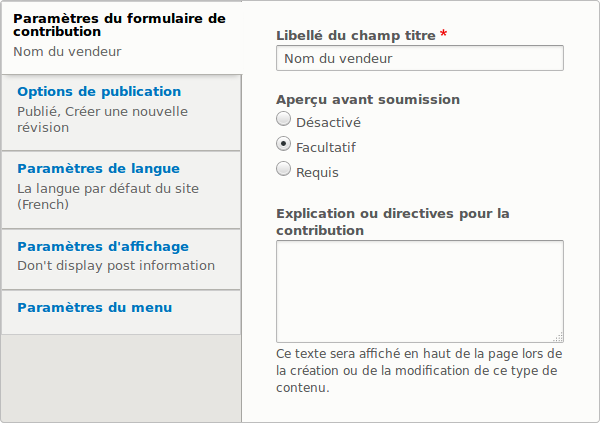 Paramètres du formulaire de
contribution
Nom du vendeur
Options de publication
Publié, Créer une nouvelle
révision
Paramètres de langue
La langue par défaut du site
(French)
Paramètres d'affichage
Don't display post information
Paramètres du menu
Libellé du champ titre *
Nom du vendeur
Aperçu avant soumission
Désactivé
Facultatif
Requis
Explication ou directives pour la
contribution
Ce texte sera affiché en haut de la page lors de
la création ou de la modification de ce type de
contenu.